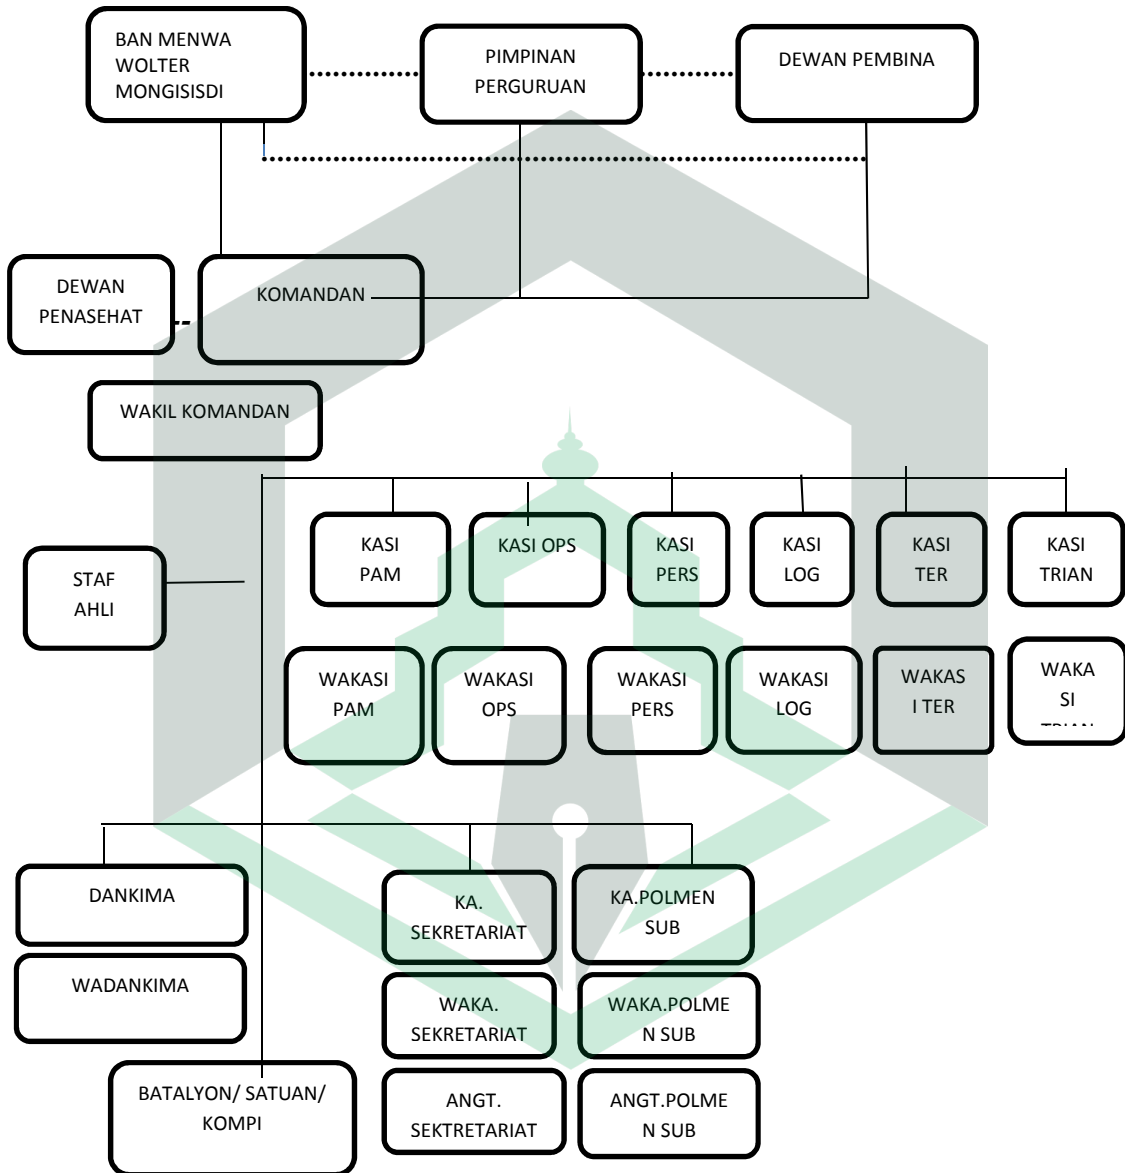 BAN MENWA
WOLTER
MONGISISDI
PIMPINAN
PERGURUAN
DEWAN PEMBINA
DEWAN
PENASEHAT
KOMANDAN
WAKIL KOMANDAN
KASI
PAM
KASI OPS
KASI
PERS
KASI
LOG
KASI
TER
KASI
TRIAN
STAF
AHLI
WAKASI
PAM
WAKASI
OPS
WAKASI
PERS
WAKASI
LOG
WAKAS
I TER
WAKA
SI
TRIAN
DANKIMA
KA.
SEKRETARIAT
KA.POLMEN
SUB
WADANKIMA
WAKA.
SEKRETARIAT
WAKA.POLME
N SUB
BATALYON/ SATUAN/
KOMPI
ANGT.
SEKTRETARIAT
ANGT.POLME
N SUB